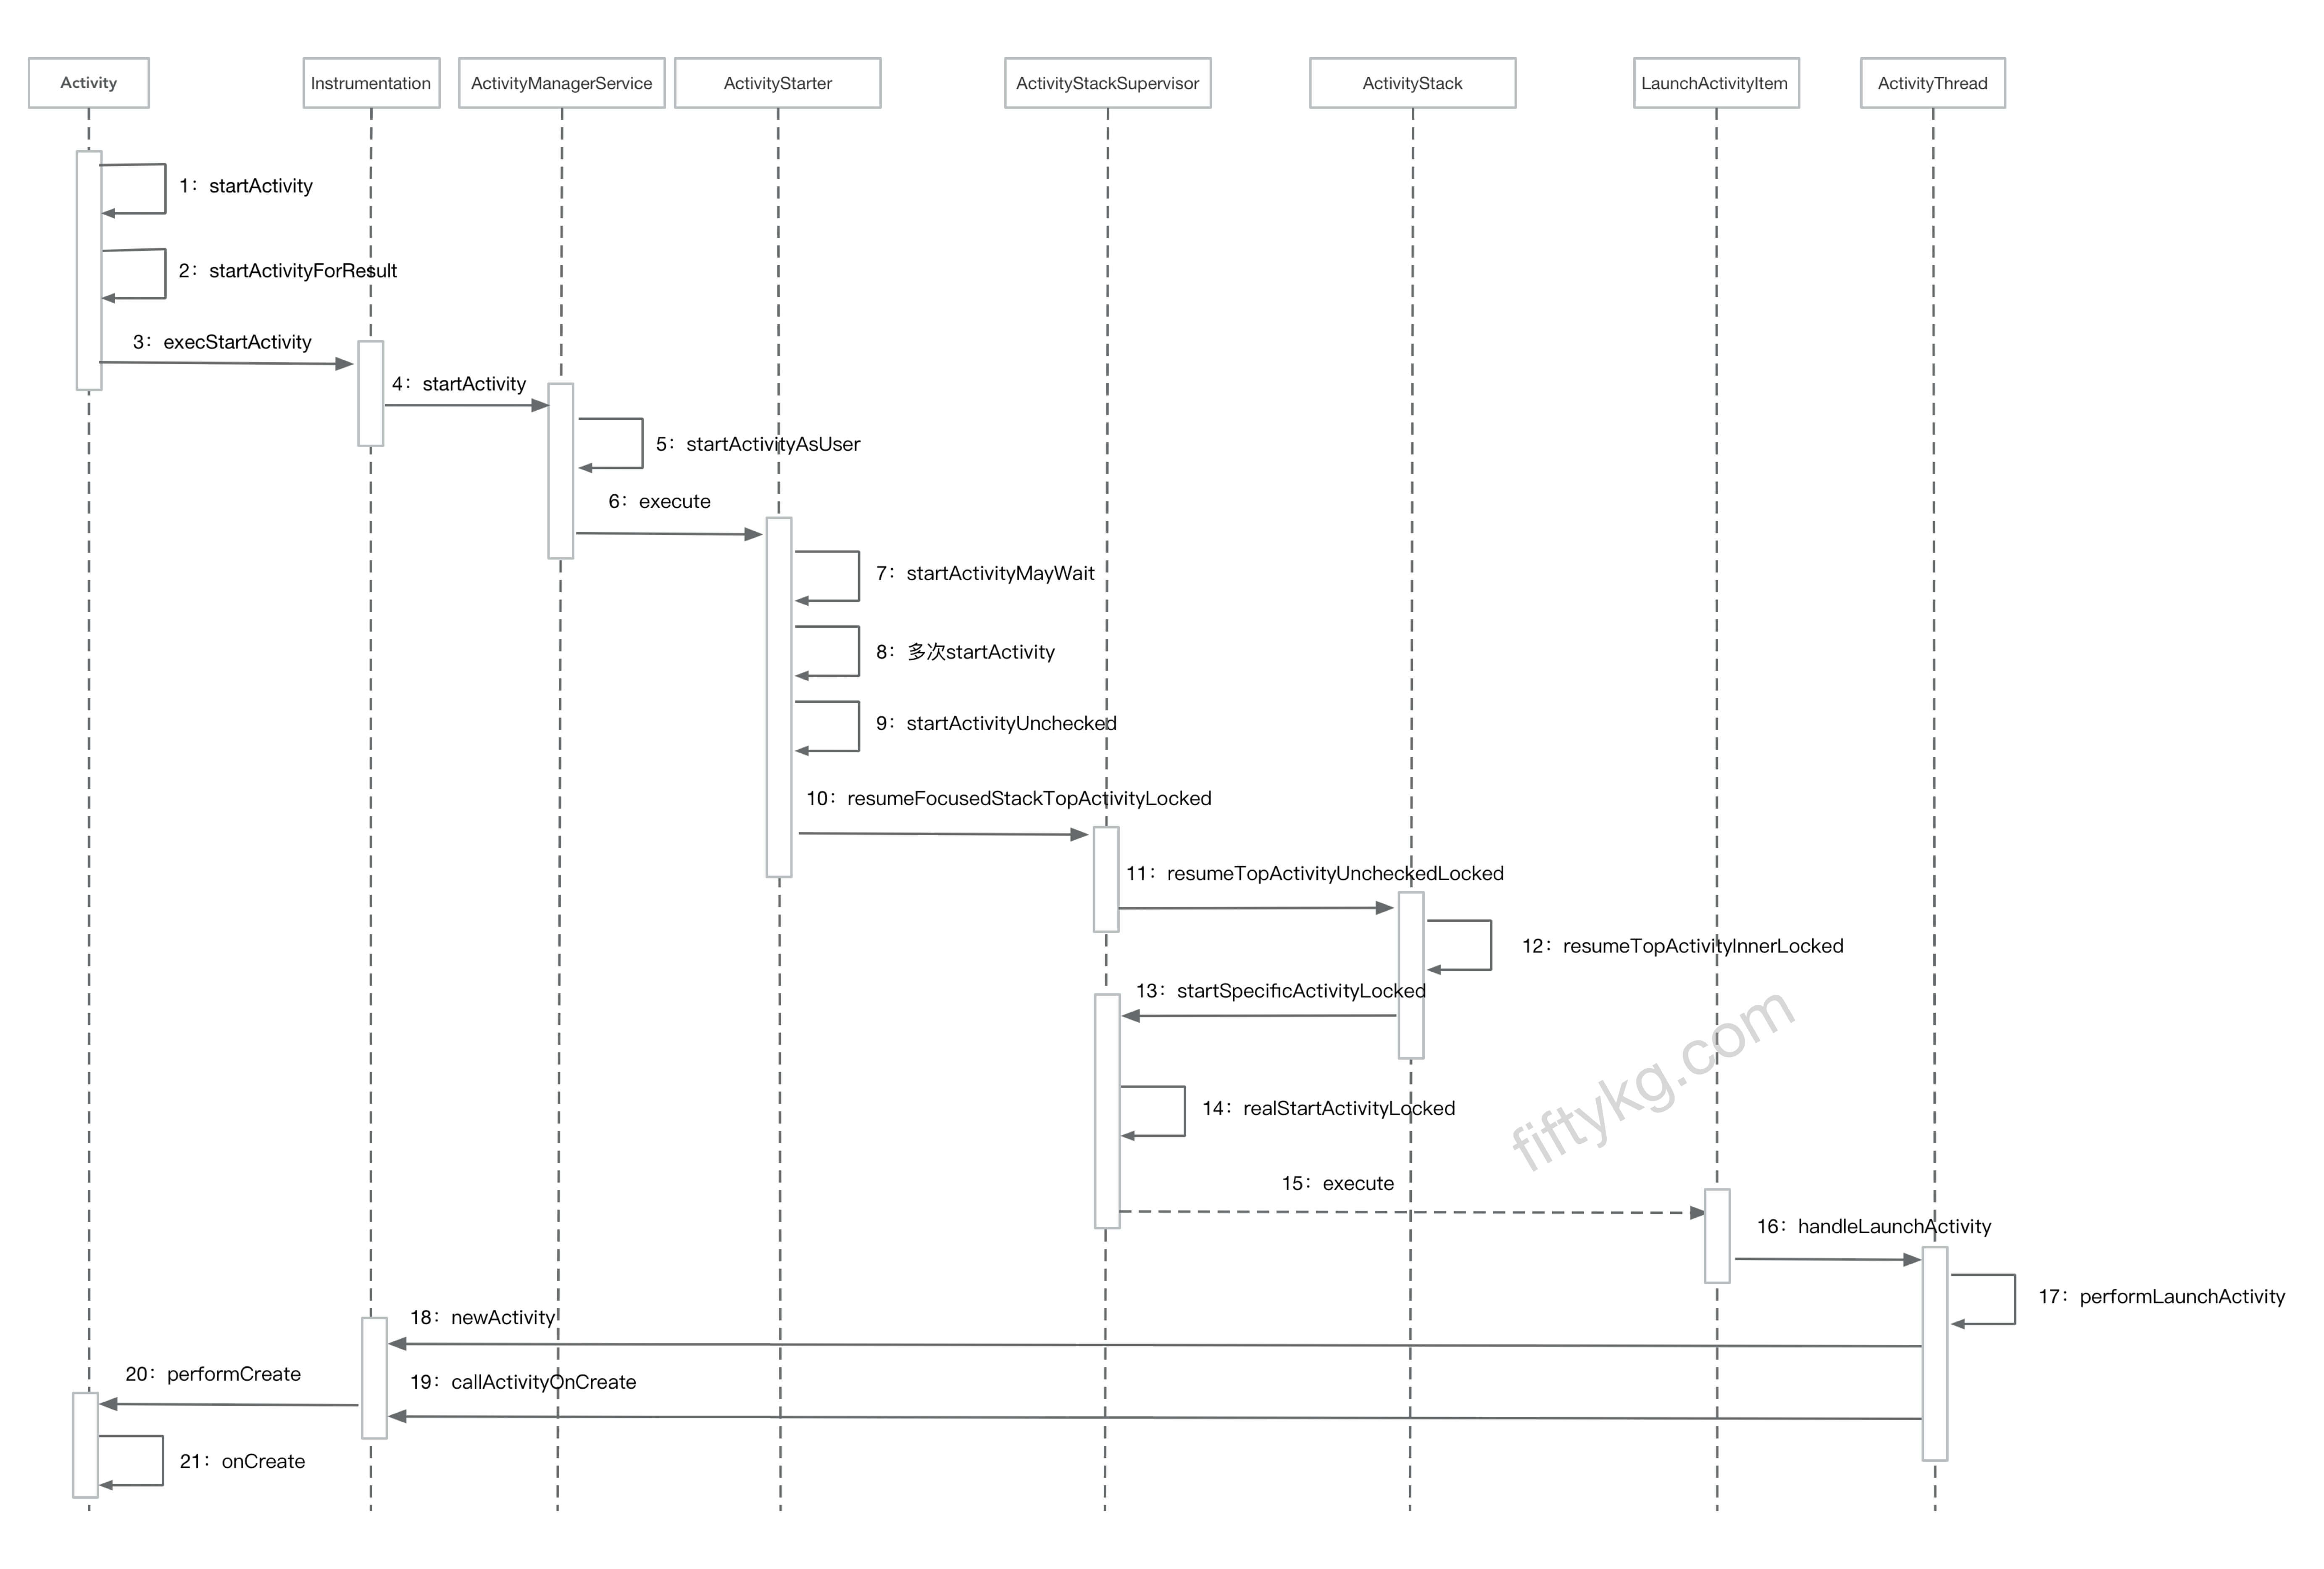 Activity
Instrumentation
ActivityManagerService
ActivityStarter
ActivityStackSupervisor
ActivityStack
LaunchActivityItem
ActivityThread
1：startActivity
2：startActivityForResult
3：execStartActivity
4：startActivity
5：startActivityAsUser
6：execute
7：startActivityMayWait
8：多次startActivity
9：startActivityUnchecked
10：resumeFocusedStackTopActivityLocked
11：resumeTopActivityUncheckedLocked
12：resumeTopActivityInnerLocked
13：startSpecificActivityLocked
fiftykg.com
14：realStartActivityLocked
15：execute
16：handleLaunchActivity
17：performLaunchActivity
18：newActivity
20：performCreate
19：callActivityOnCreate
21：onCreate